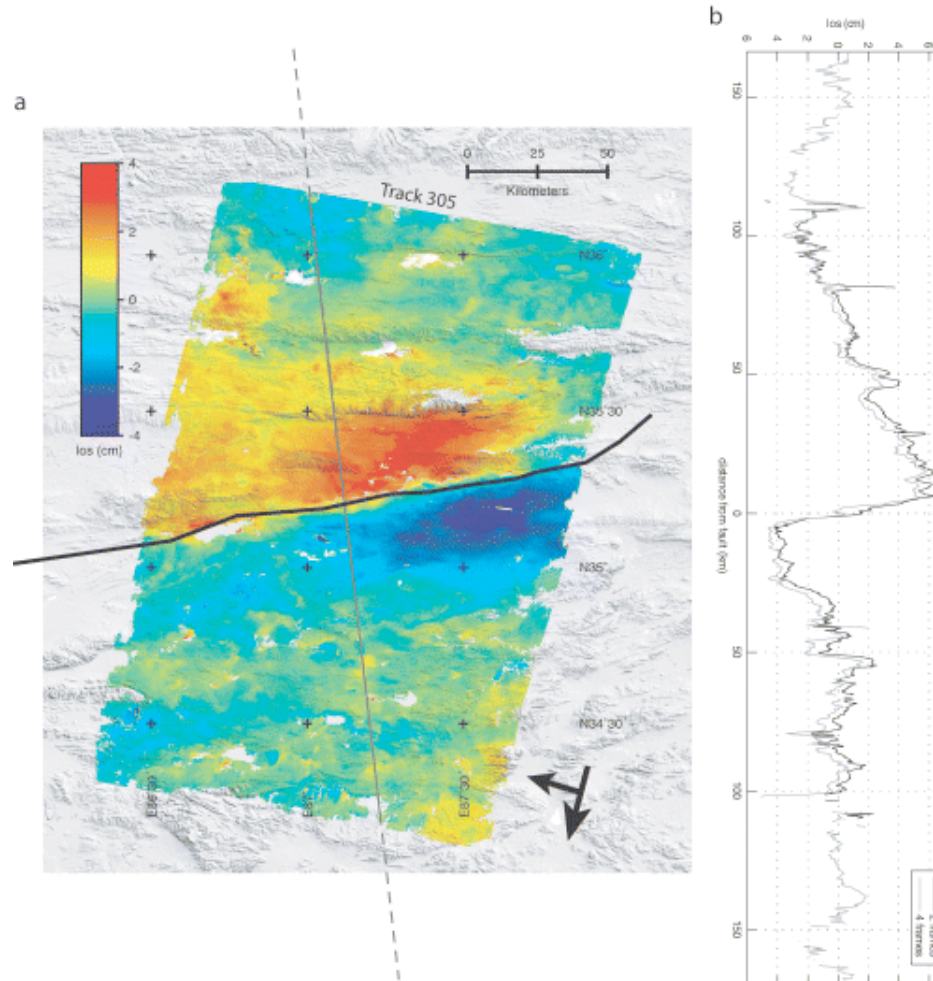 a
0 25 50
Kilometers
Track 305
4
2
0
-2
-4
los (cm)
N36°
N35°30
N35°
N34°30
E87°30
b
los (cm)
6 4 2 0 2 4 6
150
100
50
0
50
100
150
distance from fault (km)
4 frames